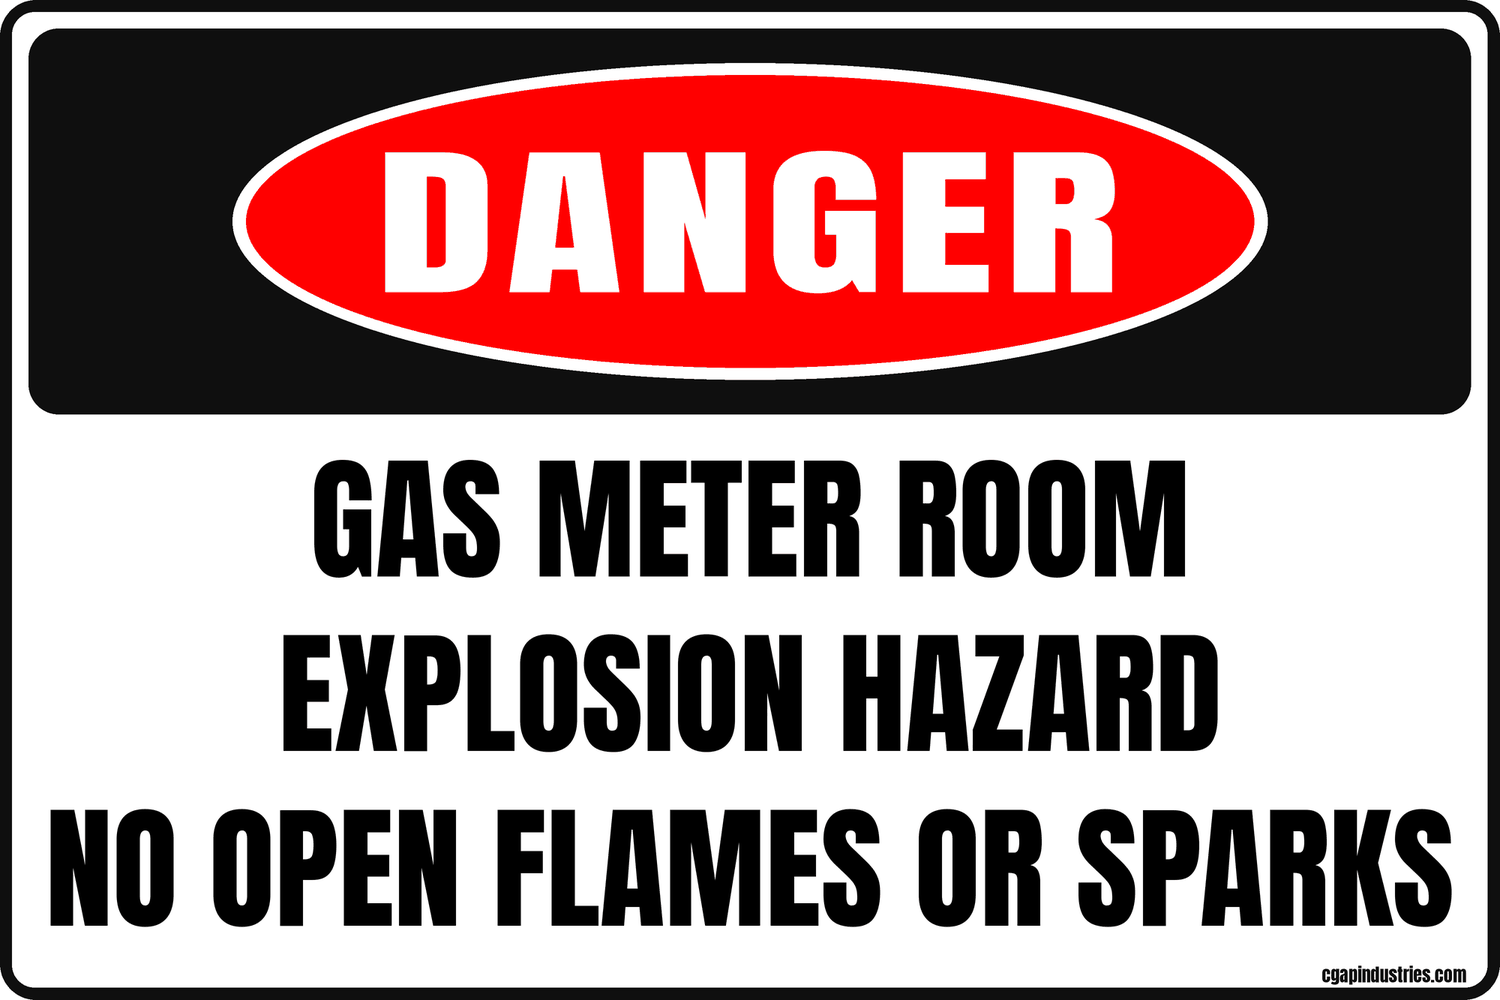 DANGER
GAS METER ROOM
EXPLOSION HAZARD
NO OPEN FLAMES OR SPARKS
cgapindustries.com